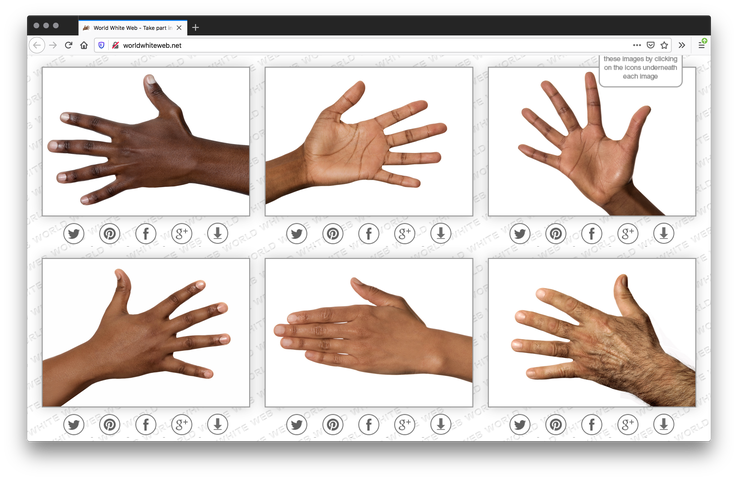 World White Web - Take part in
worldwhiteweb.net
these images by clicking
on the icons underneath
each image
WORLD WHITE WEB